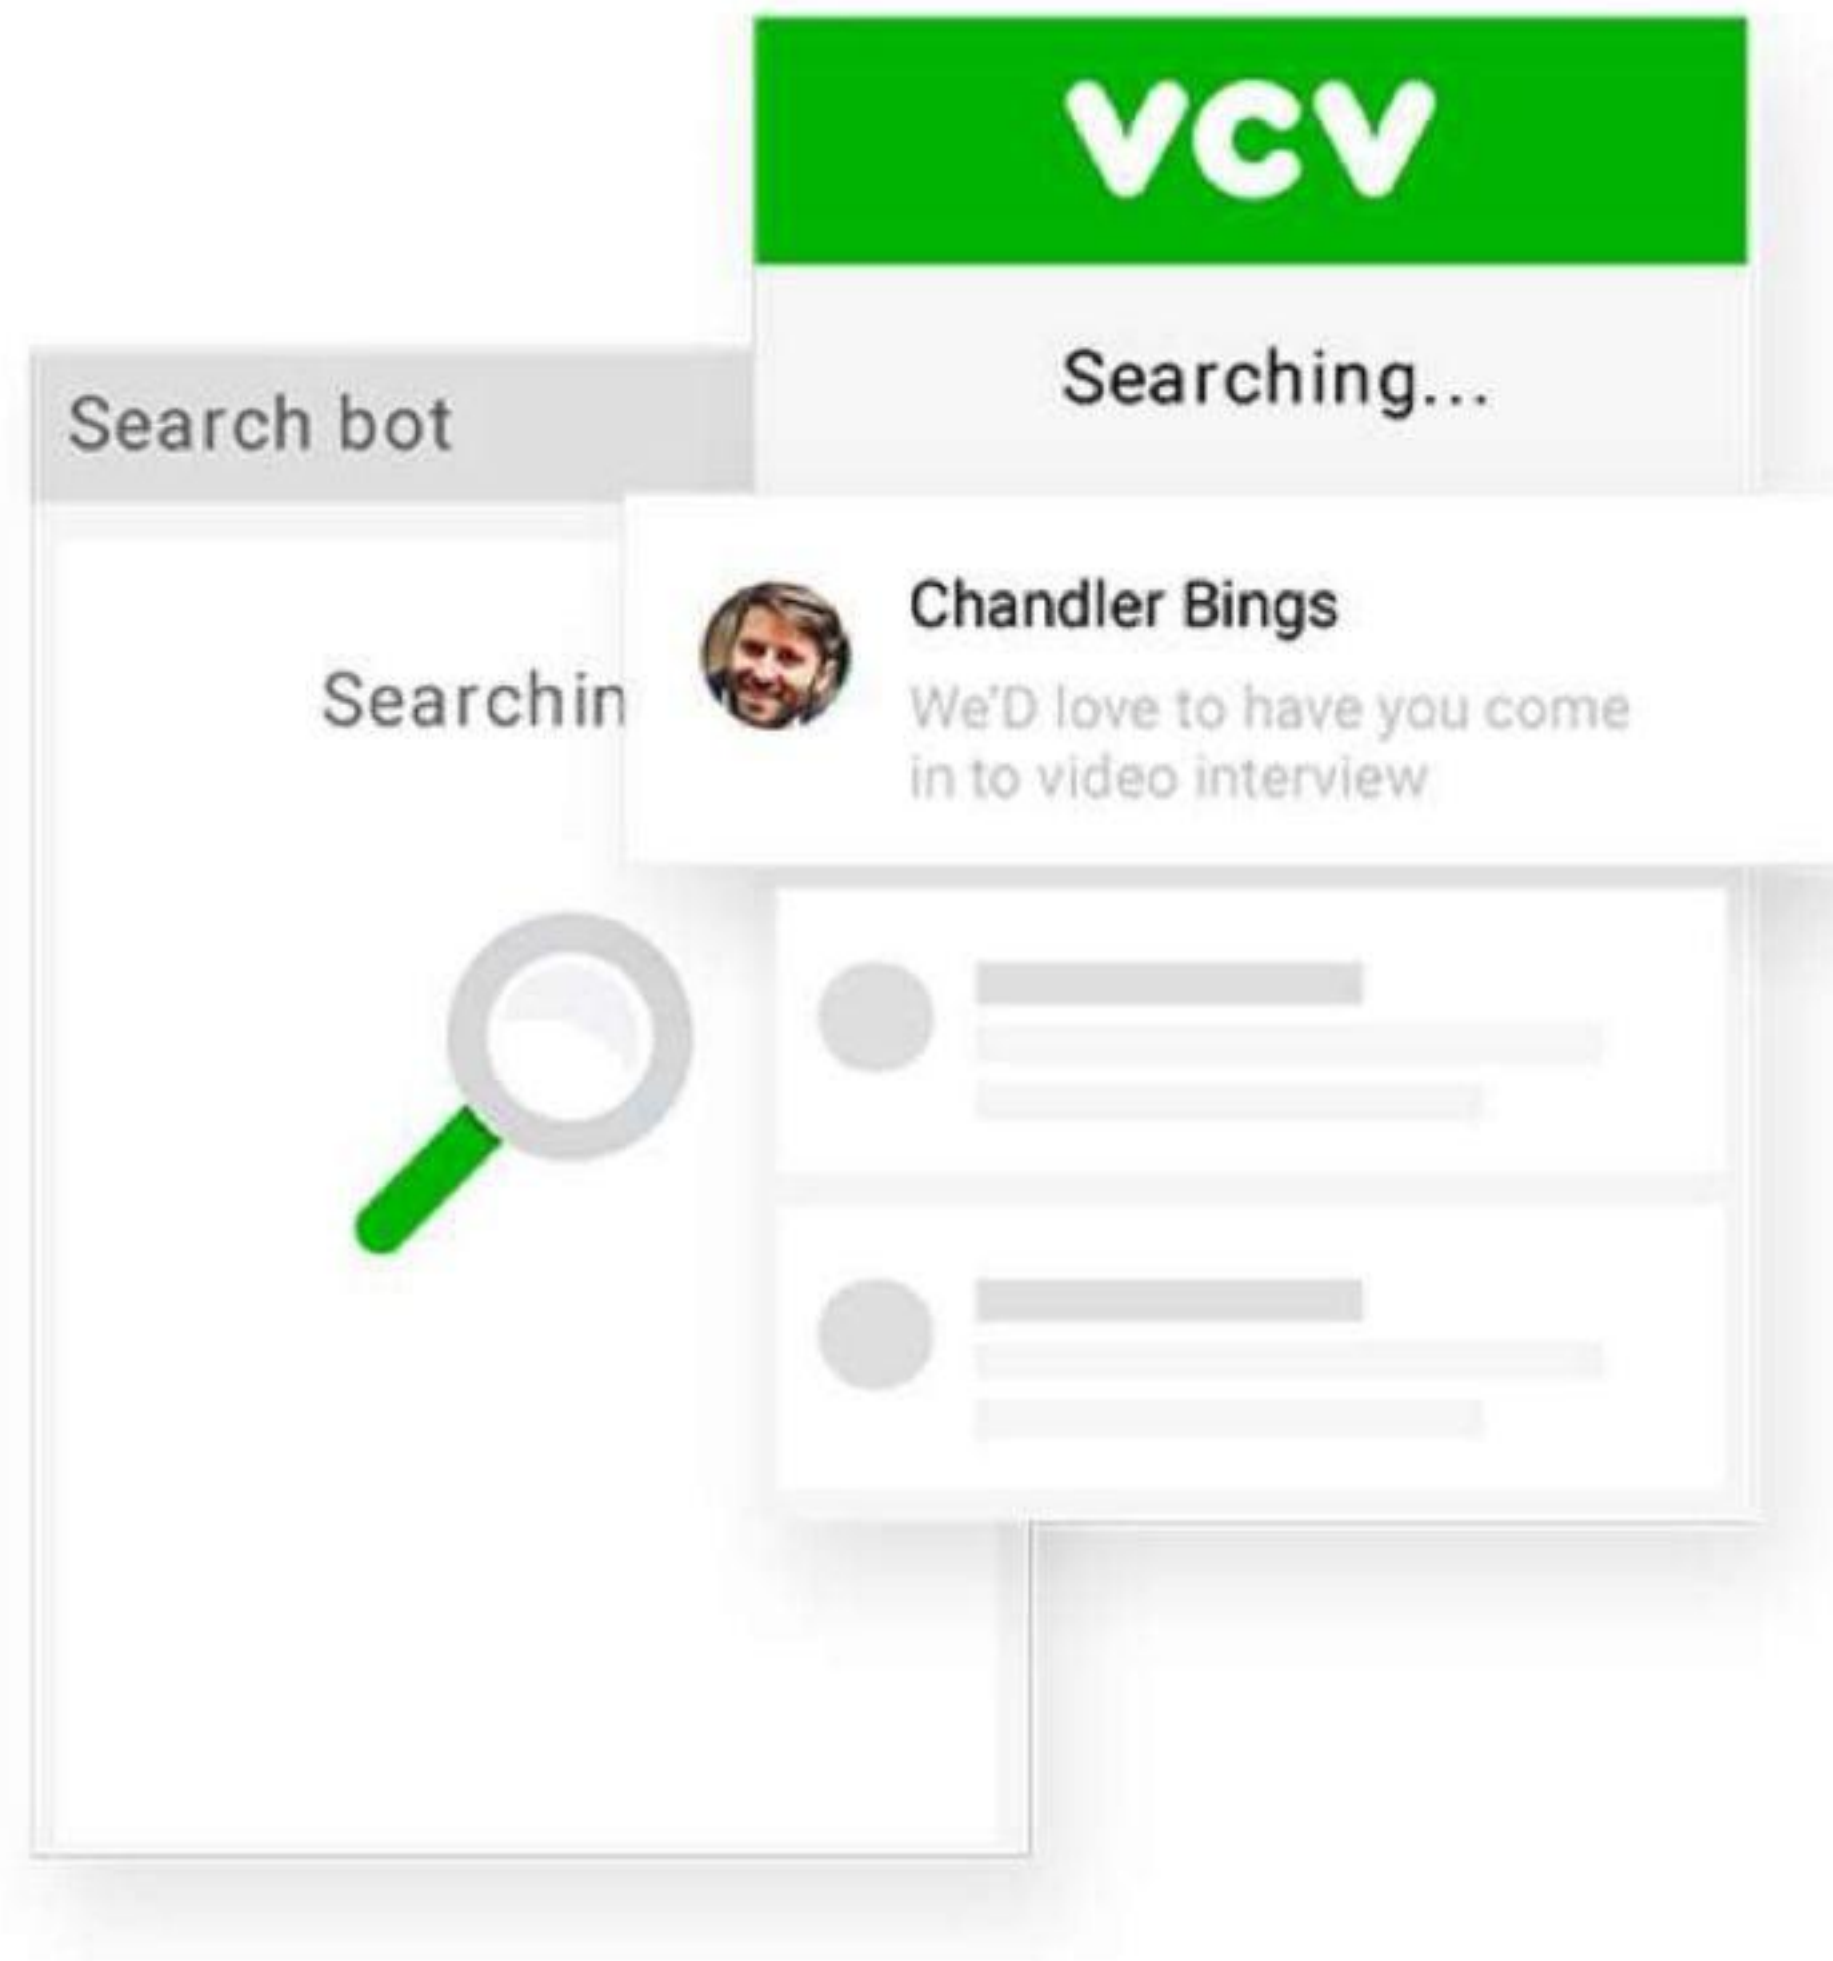 vcv
Searching...
Search bot
Chandler Bings
We'D love to have you come
in to video interview
Searchin